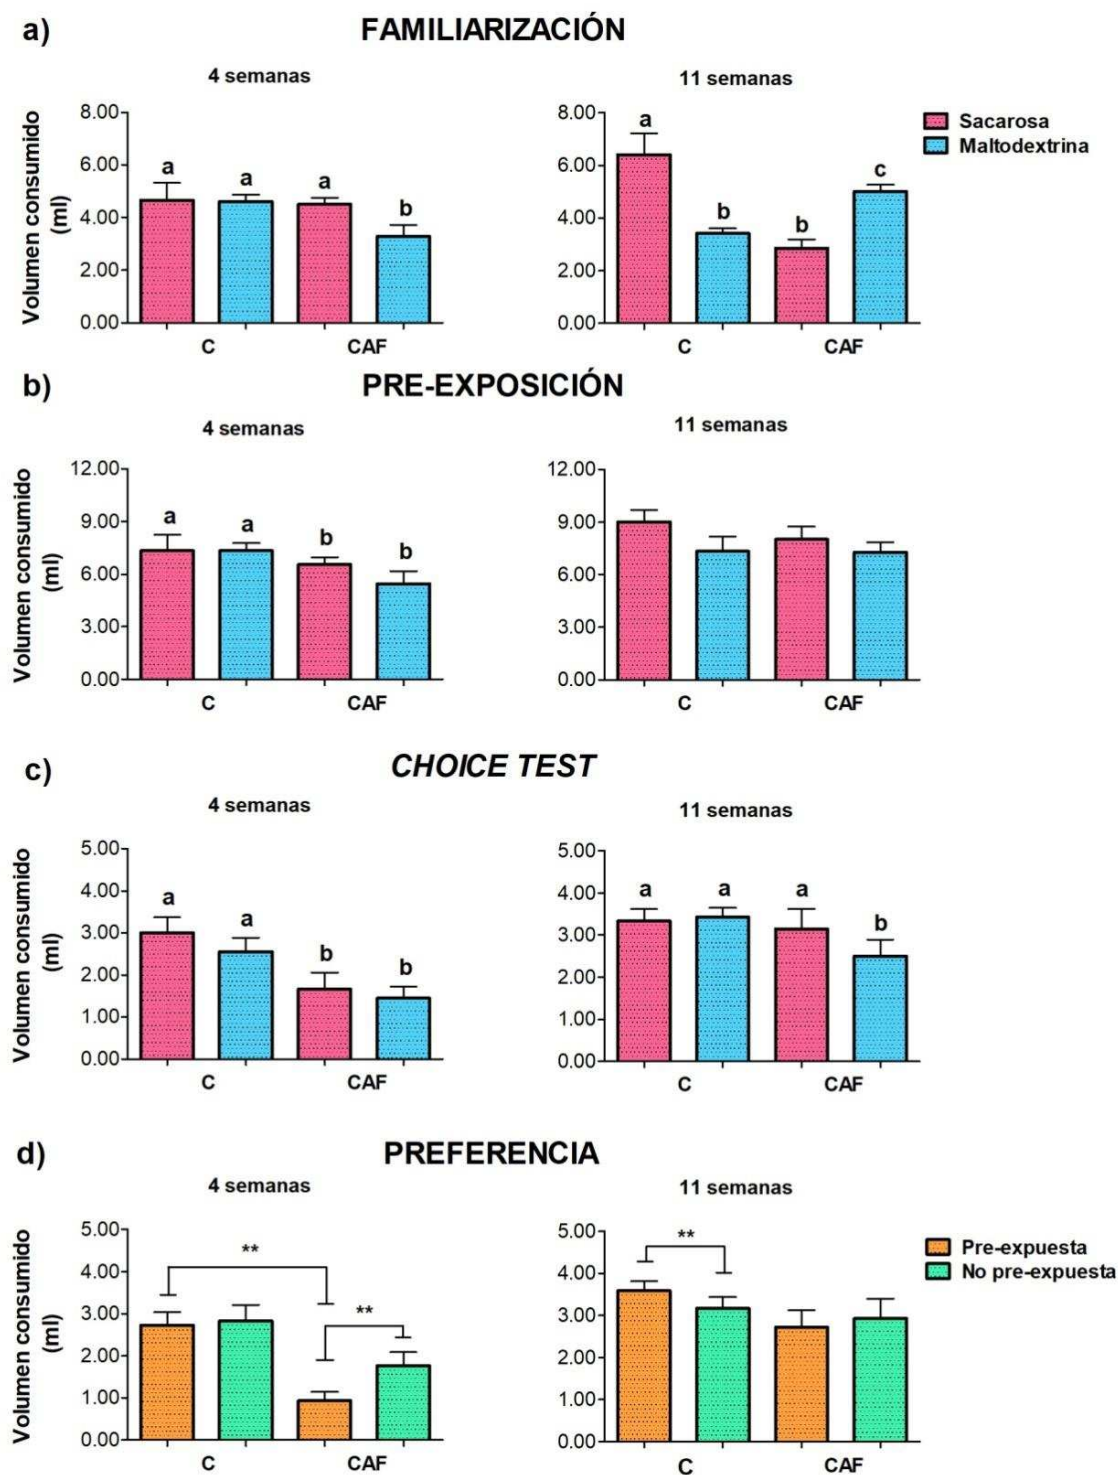 a) FAMILIARIZACIÓN
4 semanas
11 semanas
Volumen consumido
(ml)
8.00
6.00
4.00
2.00
0.00
a a a b
C CAF
8.00
6.00
4.00
2.00
0.00
a b b c
C CAF
Sacarosa
Maltodextrina
b) PRE-EXPOSICIÓN
4 semanas
11 semanas
Volumen consumido
(ml)
12.00
9.00
6.00
3.00
0.00
a a b b
C CAF
12.00
9.00
6.00
3.00
0.00
C CAF
c) CHOICE TEST
4 semanas
11 semanas
Volumen consumido
(ml)
5.00
4.00
3.00
2.00
1.00
0.00
a a b b
C CAF
5.00
4.00
3.00
2.00
1.00
0.00
a a a b
C CAF
d) PREFERENCIA
4 semanas
11 semanas
Volumen consumido
(ml)
5.00
4.00
3.00
2.00
1.00
0.00
**
**
C CAF
5.00
4.00
3.00
2.00
1.00
0.00
**
C CAF
Pre-expuesta
No pre-expuesta